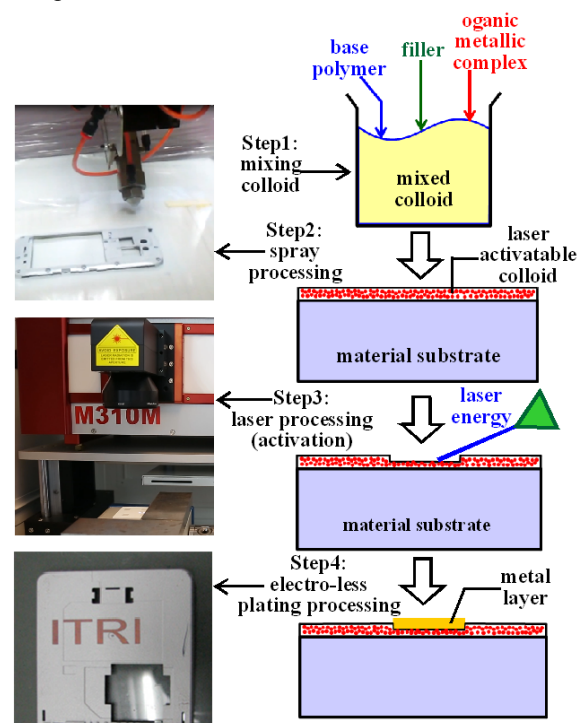 base
polymer
filler
oganic
metallic
complex
Step1:
mixing
colloid
mixed
colloid
Step2:
spray
processing
laser
activatable
colloid
material substrate
M310M
Step3:
laser processing
(activation)
laser
energy
material substrate
Step4:
electro-less
plating processing
metal
layer
ITRI